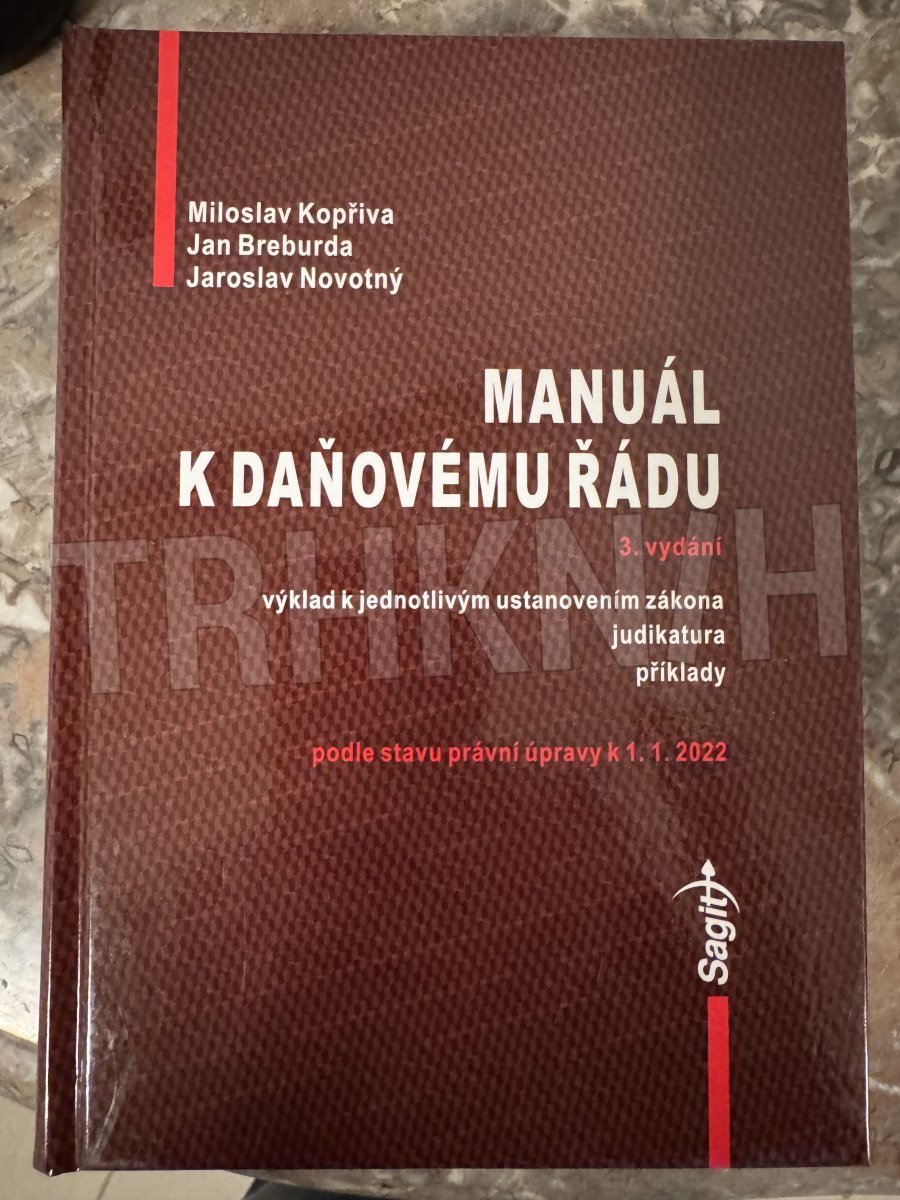 Miloslav Kopřiva
Jan Breburda
Jaroslav Novotný
MANUÁL
K DAŇOVÉMU ŘÁDU
3. vydání
TRHKNIH
výklad k jednotlivým ustanovením zákona
judikatura
příklady
podle stavu právní úpravy k 1. 1. 2022
Sagit